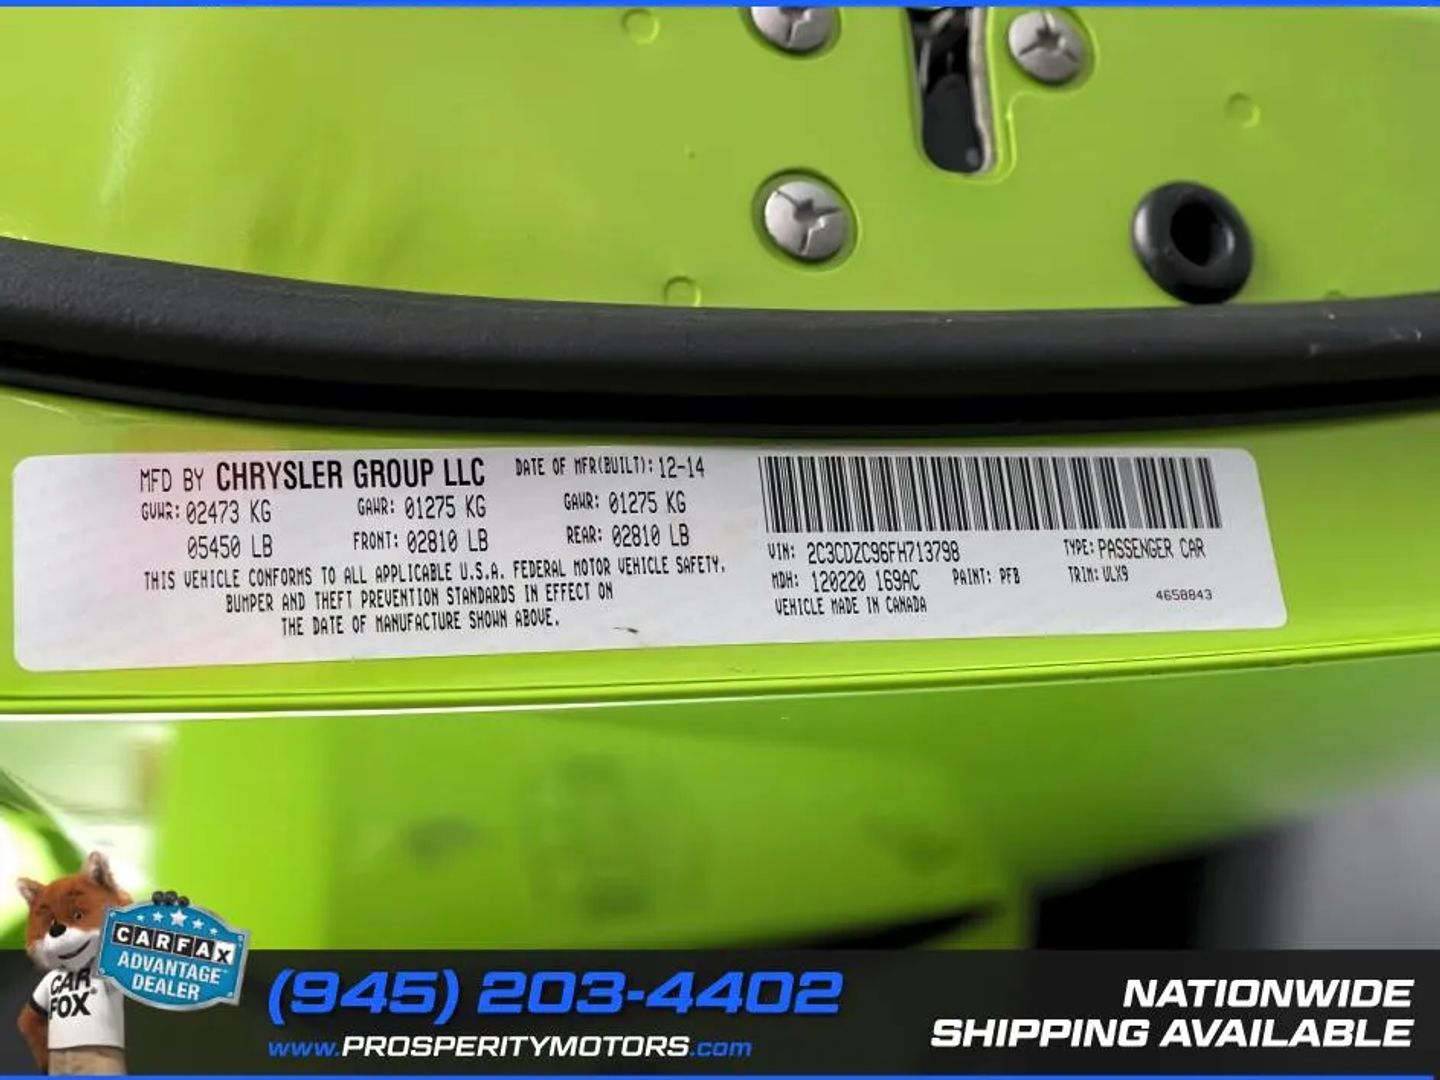 MFD BY CHRYSLER GROUP LLC DATE OF MFR(BUILT): 12-14
GVWR: 02473 KG GAWR: 01275 KG GAWR: 01275 KG
05450 LB FRONT: 02810 LB REAR: 02810 LB
THIS VEHICLE CONFORMS TO ALL APPLICABLE U.S.A. FEDERAL MOTOR VEHICLE SAFETY,
BUMPER AND THEFT PREVENTION STANDARDS IN EFFECT ON
THE DATE OF MANUFACTURE SHOWN ABOVE.
VIN: 2C3CDZC96FH713798 TYPE: PASSENGER CAR
MDH: 120220 169AC PAINT: PFB TRIM: ULX9
VEHICLE MADE IN CANADA 4658843
CARFAX
ADVANTAGE
DEALER
CAR
FOX
(945) 203-4402
www.PROSPERITYMOTORS.com
NATIONWIDE
SHIPPING AVAILABLE